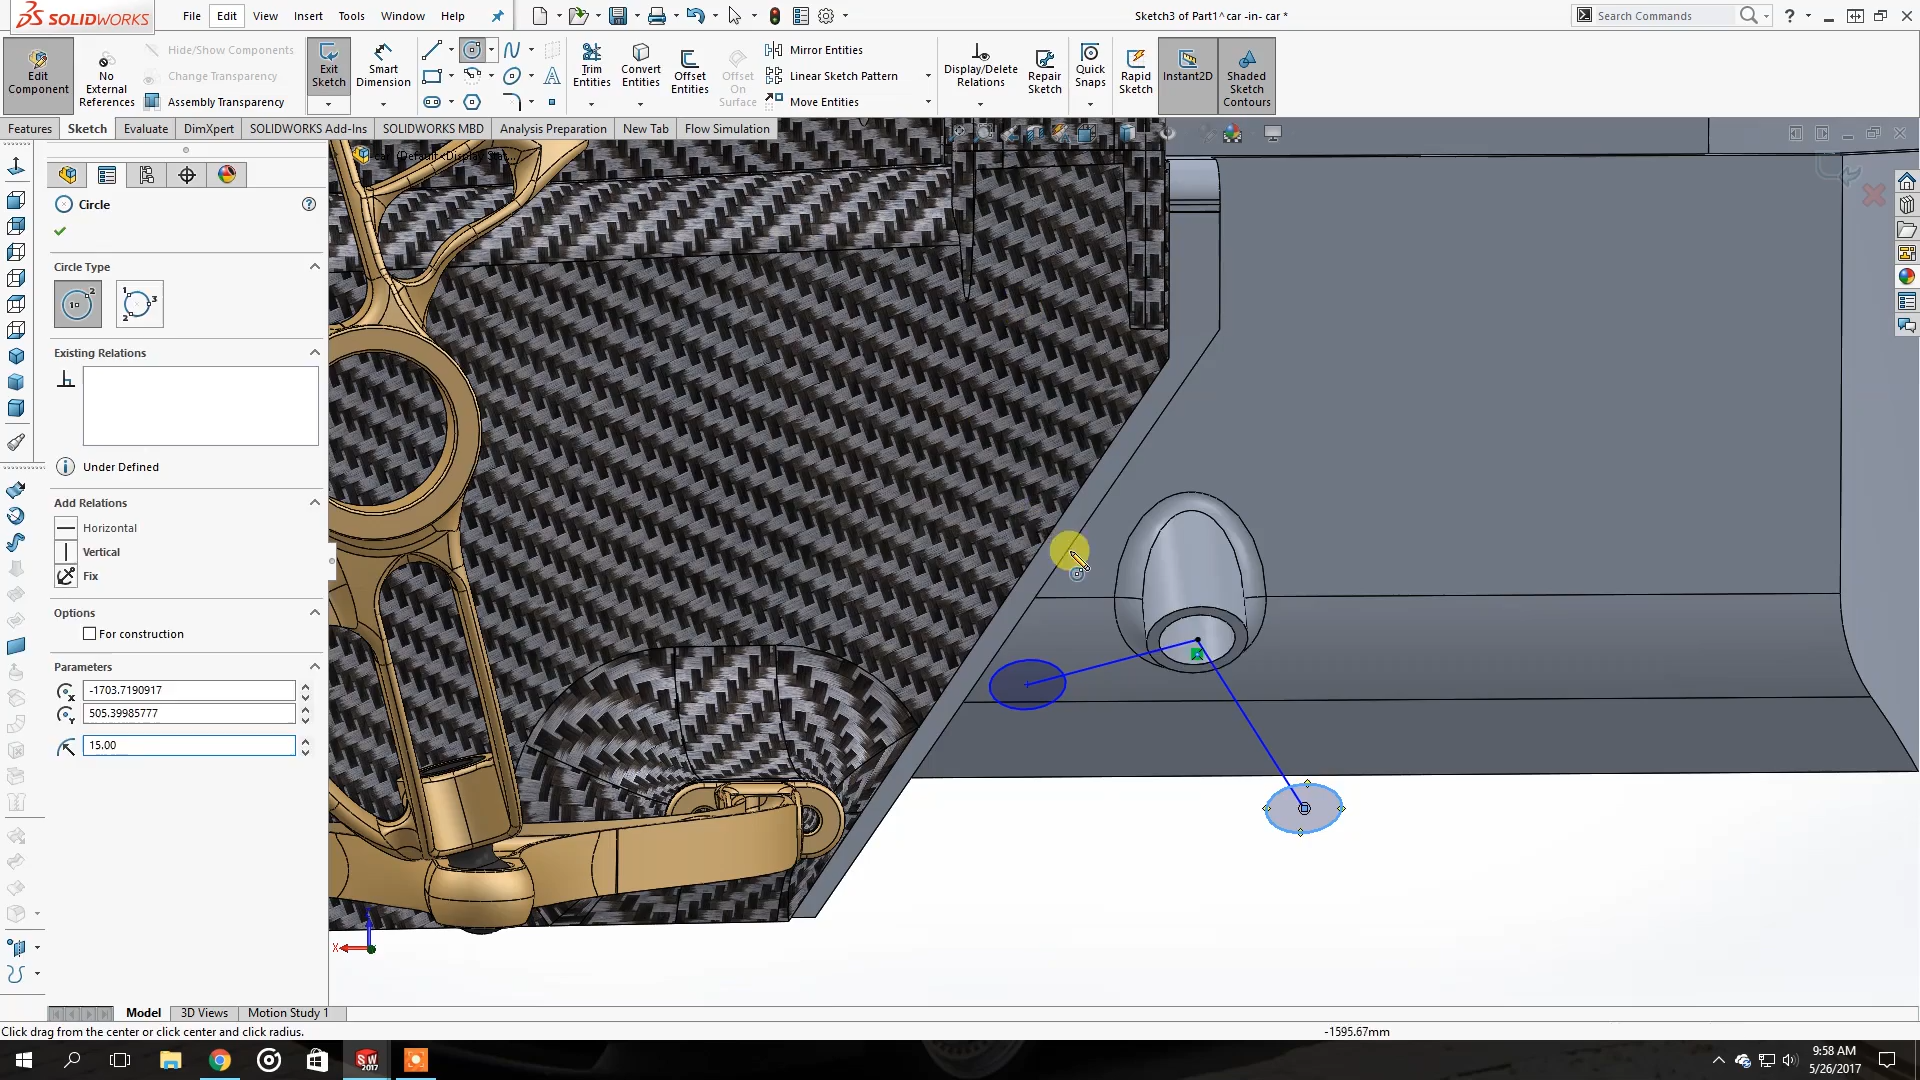 SOLIDWORKS
File Edit View Insert Tools Window Help
Sketch3 of Part1^car -in- car *
Search Commands
Edit Component
No External References
Hide/Show Components
Change Transparency
Assembly Transparency
Exit Sketch
Smart Dimension
Trim Entities
Convert Entities
Offset Entities
Offset On Surface
Mirror Entities
Linear Sketch Pattern
Move Entities
Display/Delete Relations
Repair Sketch
Quick Snaps
Rapid Sketch
Instant2D
Shaded Sketch Contours
Features Sketch Evaluate DimXpert SOLIDWORKS Add-Ins SOLIDWORKS MBD Analysis Preparation New Tab Flow Simulation
Circle
Circle Type
Existing Relations
Under Defined
Add Relations
Horizontal
Vertical
Fix
Options
For construction
Parameters
-1703.7190917
505.39985777
15.00
X
Model 3D Views Motion Study 1
Click drag from the center or click center and click radius.
-1595.67mm
SW
2017
9:58 AM
5/26/2017